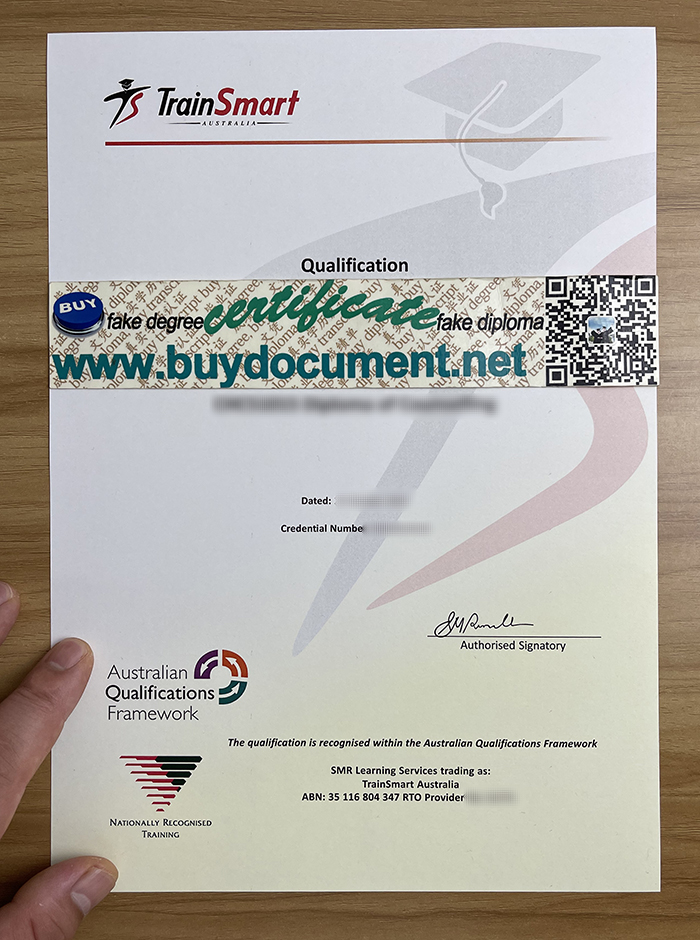 TrainSmart
AUSTRALIA
Qualification
BUY
fake degree certificate fake diploma
www.buydocument.net
Dated:
Credential Numbe
Authorised Signatory
Australian
Qualifications
Framework
The qualification is recognised within the Australian Qualifications Framework
SMR Learning Services trading as:
TrainSmart Australia
ABN: 35 116 804 347 RTO Provider
NATIONALLY RECOGNISED
TRAINING